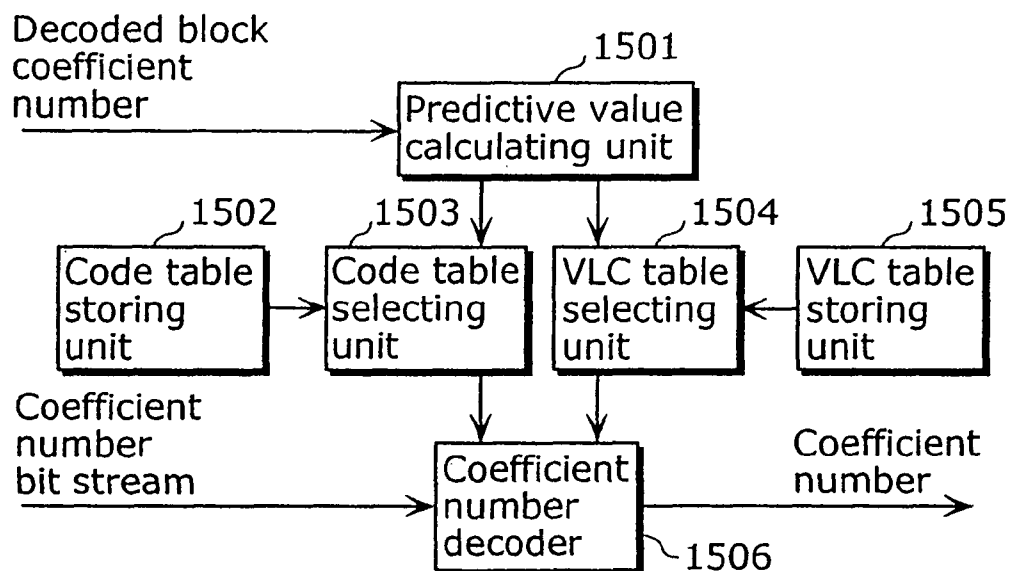 Decoded block
coefficient
number
1501
Predictive value
calculating unit
1502
1503
1504
1505
Code table
storing
unit
Code table
selecting
unit
VLC table
selecting
unit
VLC table
storing
unit
Coefficient
number
bit stream
Coefficient
number
decoder
Coefficient
number
1506